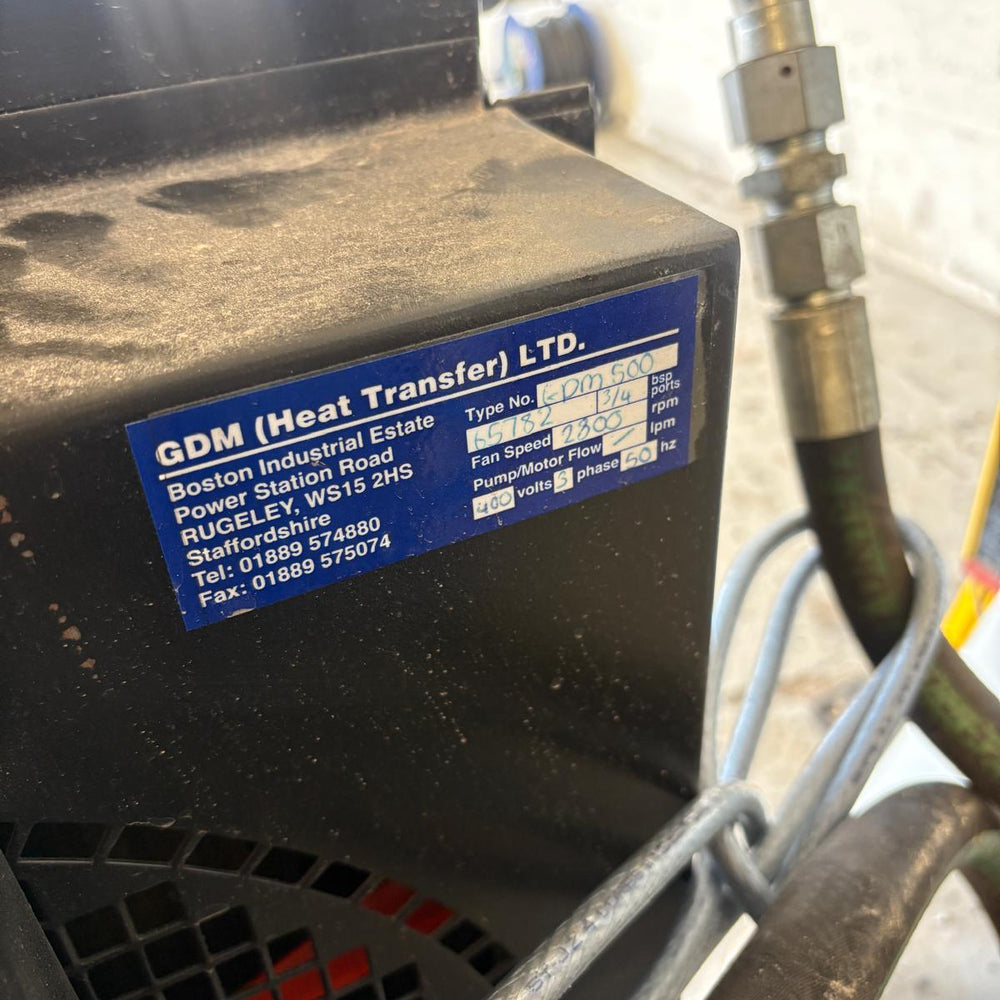 GDM (Heat Transfer) LTD.
Boston Industrial Estate
Power Station Road
RUGELEY, WS15 2HS
Staffordshire
Tel: 01889 574880
Fax: 01889 575074
Type No. 500
65782 3/4 bsp ports
Fan Speed 2800 rpm
Pump/Motor Flow / lpm
400 volts 3 phase 50 hz